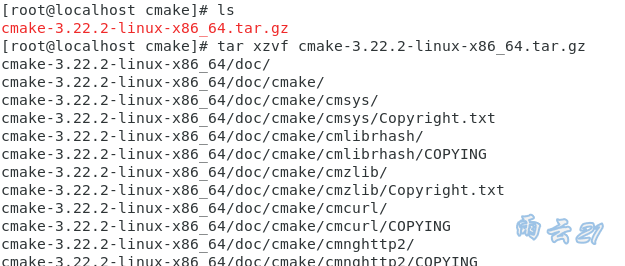 [root@localhost cmake]# ls
cmake-3.22.2-linux-x86_64.tar.gz
[root@localhost cmake]# tar xzvf cmake-3.22.2-linux-x86_64.tar.gz
cmake-3.22.2-linux-x86_64/doc/
cmake-3.22.2-linux-x86_64/doc/cmake/
cmake-3.22.2-linux-x86_64/doc/cmake/cmsys/
cmake-3.22.2-linux-x86_64/doc/cmake/cmsys/Copyright.txt
cmake-3.22.2-linux-x86_64/doc/cmake/cmlibrhash/
cmake-3.22.2-linux-x86_64/doc/cmake/cmlibrhash/COPYING
cmake-3.22.2-linux-x86_64/doc/cmake/cmzlib/
cmake-3.22.2-linux-x86_64/doc/cmake/cmzlib/Copyright.txt
cmake-3.22.2-linux-x86_64/doc/cmake/cmcurl/
cmake-3.22.2-linux-x86_64/doc/cmake/cmcurl/COPYING
cmake-3.22.2-linux-x86_64/doc/cmake/cmnghttp2/
cmake-3.22.2-linux-x86_64/doc/cmake/cmnghttp2/COPYING
雨云21